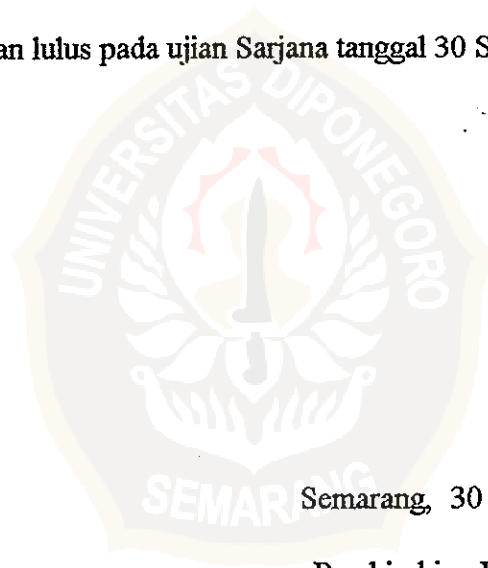 an lulus pada ujian Sarjana tanggal 30 S
UNIVERSITAS DIPONEGORO
SEMARANG
Semarang, 30